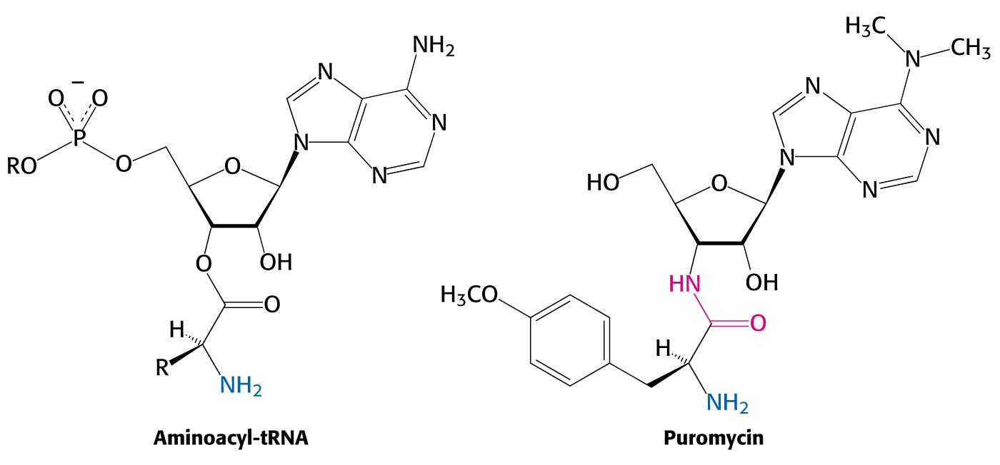 NH₂
N
N
N
N
O
O
−
P
RO
O
O
O
OH
O
H
R
NH₂
Aminoacyl-tRNA
H₃C
CH₃
N
N
N
N
N
HO
O
HN
OH
H₃CO
O
H
NH₂
Puromycin